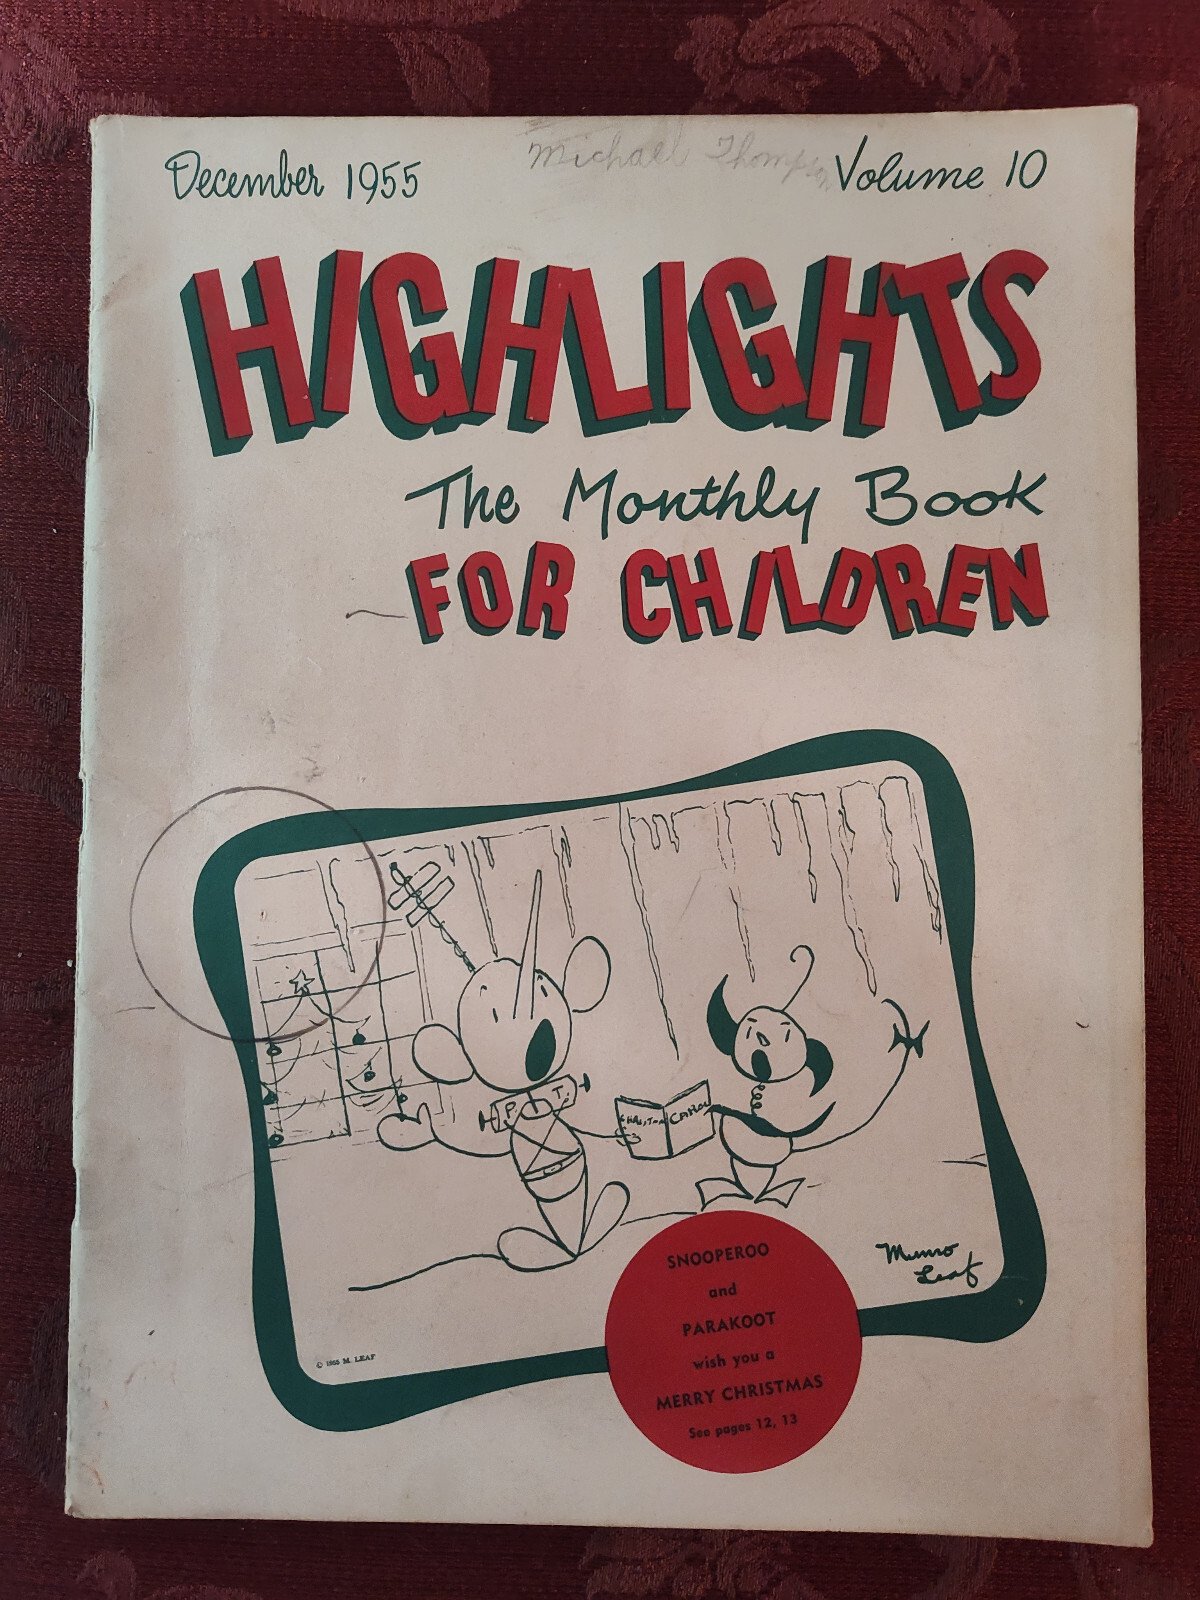 Michael Thompson
December 1955 Volume 10
HIGHLIGHTS
The Monthly Book
FOR CHILDREN
P. T.
CHRISTMAS CAROLS
Munro
Leaf
SNOOPEROO
and
PARAKOOT
wish you a
MERRY CHRISTMAS
See pages 12, 13
© 1955 M. LEAF